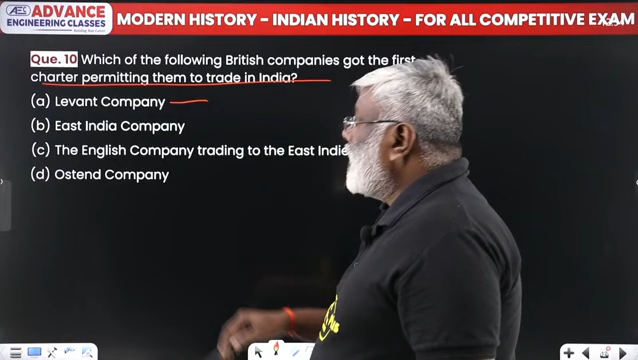 AES ADVANCE
ENGINEERING CLASSES
MODERN HISTORY - INDIAN HISTORY - FOR ALL COMPETITIVE EXAM
Que. 10 Which of the following British companies got the first
charter permitting them to trade in India?
(a) Levant Company
(b) East India Company
(c) The English Company trading to the East Indie
(d) Ostend Company